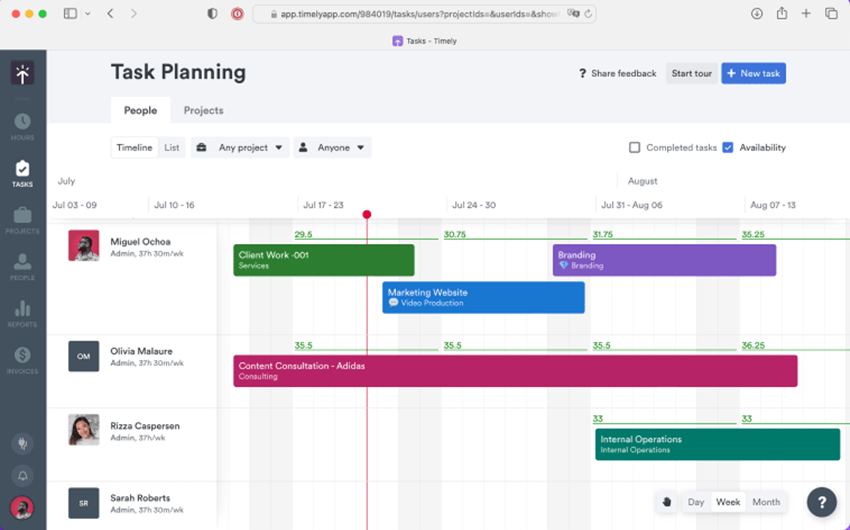 app.timelyapp.com/984019/tasks/users?projectIds=&userIds=&show
Tasks – Timely
Task Planning
? Share feedback
Start tour
+ New task
People
Projects
HOURS
TASKS
PROJECTS
PEOPLE
REPORTS
INVOICES
Timeline
List
Any project
Anyone
Completed tasks
Availability
July
August
Jul 03 - 09
Jul 10 - 16
Jul 17 - 23
Jul 24 - 30
Jul 31 - Aug 06
Aug 07 - 13
Miguel Ochoa
Admin, 37h 30m/wk
29.5
30.75
31.75
35.25
Client Work -001
Services
Branding
Branding
Marketing Website
Video Production
OM
Olivia Malaure
Admin, 37h 30m/wk
35.5
35.5
35.5
36.25
Content Consultation - Adidas
Consulting
Rizza Caspersen
Admin, 37h/wk
33
33
Internal Operations
Internal Operations
SR
Sarah Roberts
Admin, 37h 30m/wk
Day
Week
Month
?